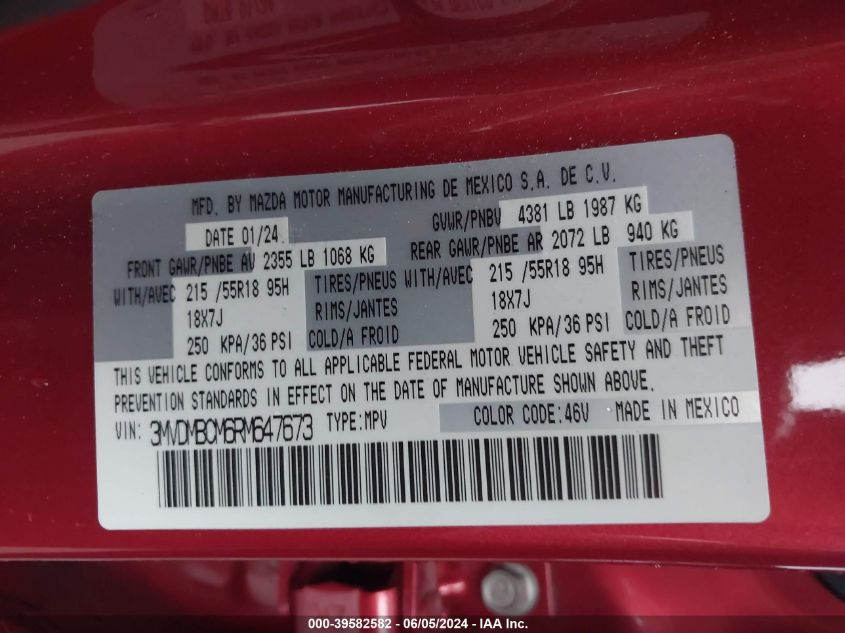 MFD. BY MAZDA MOTOR MANUFACTURING DE MEXICO S.A. DE C.V.
DATE 01/24 GVWR/PNBV 4381 LB 1987 KG
FRONT GAWR/PNBE AV 2355 LB 1068 KG REAR GAWR/PNBE AR 2072 LB 940 KG
WITH/AVEC 215 /55R18 95H TIRES/PNEUS WITH/AVEC 215 /55R18 95H TIRES/PNEUS
18X7J RIMS/JANTES 18X7J RIMS/JANTES
250 KPA/36 PSI COLD/A FROID 250 KPA/36 PSI COLD/A FROID
THIS VEHICLE CONFORMS TO ALL APPLICABLE FEDERAL MOTOR VEHICLE SAFETY AND THEFT
PREVENTION STANDARDS IN EFFECT ON THE DATE OF MANUFACTURE SHOWN ABOVE.
VIN: 3MVDMBCM6RM647673 TYPE:MPV COLOR CODE:46V MADE IN MEXICO
000-39582582 - 06/05/2024 - IAA, Inc.